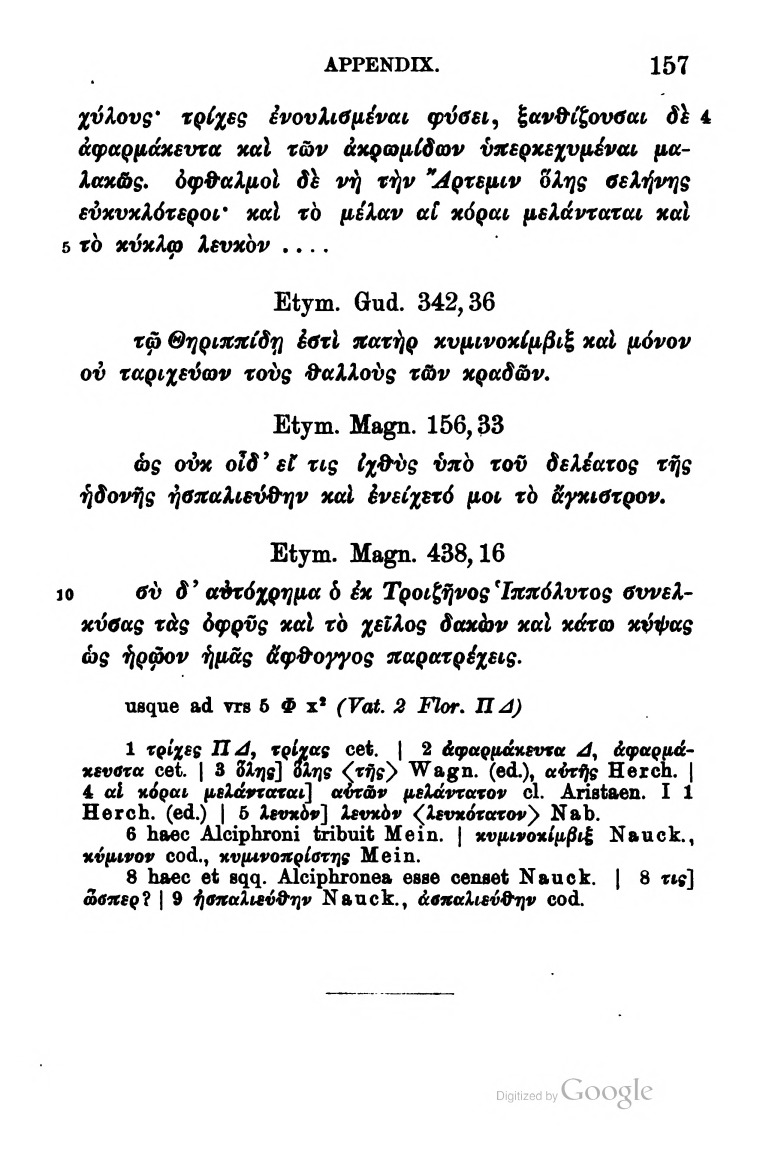 APPENDIX. 157
χύλους· τρίχες ἐνουλισμέναι φύσει, ξανθίζουσαι δὲ 4
ἀφαρμάκευτα καὶ τῶν ἀκρωμίδων ὑπερκεχυμέναι μα-
λακῶς. ὀφθαλμοὶ δὲ νὴ τὴν Ἄρτεμιν ὅλης σελήνης
εὐκυκλότεροι· καὶ τὸ μέλαν αἵ κόραι μελάνταται καὶ
5 τὸ κύκλῳ λευκὸν ....
Etym. Gud. 342,36
τῷ Θηριππίδῃ ἐστὶ πατὴρ κυμινοκίμβιξ καὶ μόνον
οὐ ταριχεύων τοὺς θαλλοὺς τῶν κραδῶν.
Etym. Magn. 156,33
ὡς οὐκ οἶδ' εἴ τις ἰχθὺς ὑπὸ τοῦ δελέατος τῆς
ἡδονῆς ἠσπαλιεύθην καὶ ἐνείχετό μοι τὸ ἄγκιστρον.
Etym. Magn. 438,16
10 σὺ δ' αὐτόχρημα ὁ ἐκ Τροιζῆνος Ἱππόλυτος συνελ-
κύσας τὰς ὀφρῦς καὶ τὸ χεῖλος δακὼν καὶ κάτω κύψας
ὡς ἡρῷον ἡμᾶς ἄφθογγος παρατρέχεις.
usque ad vrs 5 Φ x² (Vat. 2 Flor. Π Δ)
1 τρίχες Π Δ, τρίχας cet. | 2 ἀφαρμάκευτα Δ, ἀφαρμά-
κευστα cet. | 3 ὅλης] ὅλης ⟨τῆς⟩ Wagn. (ed.), αὐτῆς Herch. |
4 αἱ κόραι μελάνταται] αὐτῶν μελάντατον cl. Aristaen. I 1
Herch. (ed.) | 5 λευκὸν] λευκὸν ⟨λευκότατον⟩ Nab.
6 haec Alciphroni tribuit Mein. | κυμινοκίμβιξ Nauck.,
κύμινον cod., κυμινοπρίστης Mein.
8 haec et sqq. Alciphronea esse censet Nauck. | 8 τις]
ὥσπερ? | 9 ἠσπαλιεύθην Nauck., ἀσπαλιεύθην cod.
Digitized by Google